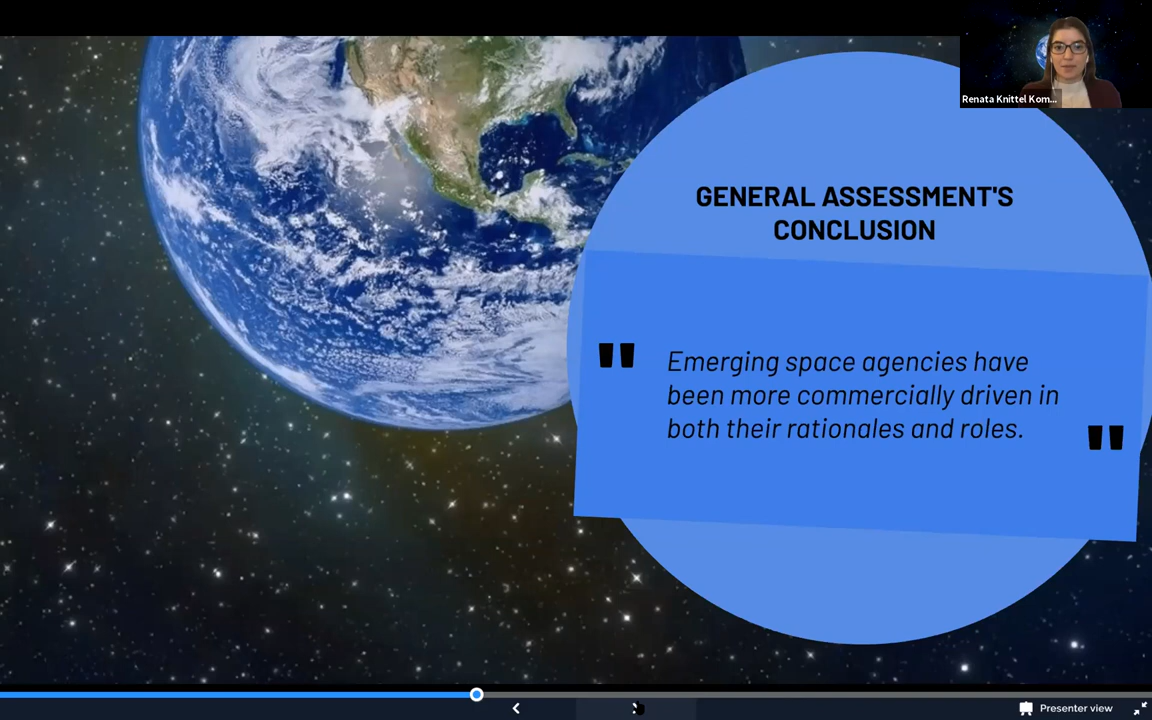 Renata Knittel Kom...
GENERAL ASSESSMENT'S
CONCLUSION
"
Emerging space agencies have
been more commercially driven in
both their rationales and roles.
"
Presenter view